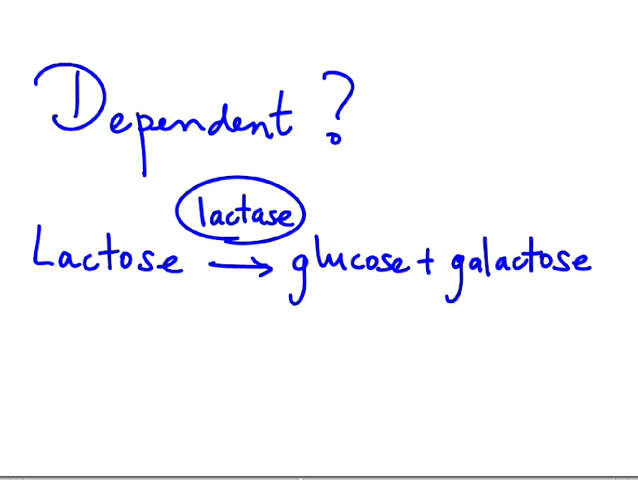 Dependent ?
lactase
Lactose → glucose + galactose